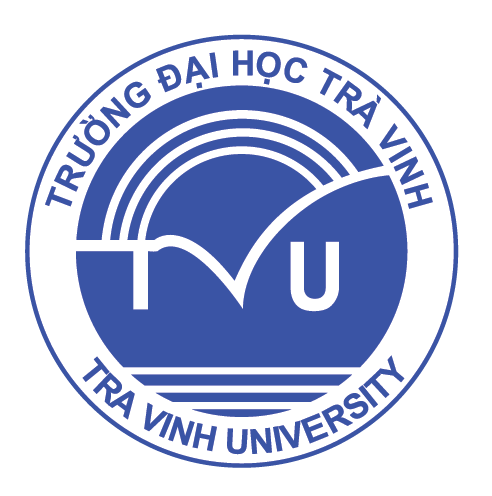 TRƯỜNG ĐẠI HỌC TRÀ VINH
TVU
TRA VINH UNIVERSITY